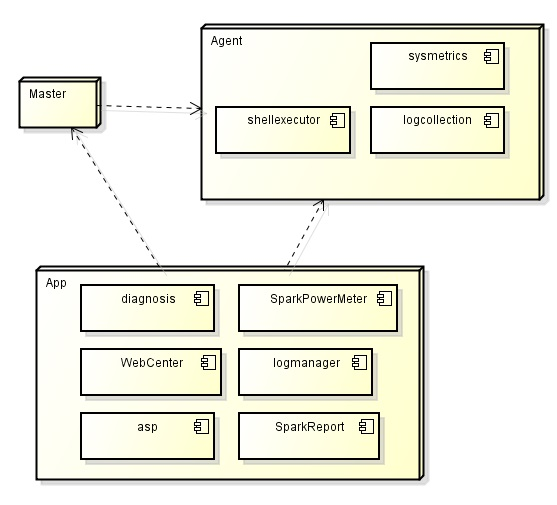 Agent
sysmetrics
Master
shellexecutor
logcollection
App
diagnosis
SparkPowerMeter
WebCenter
logmanager
asp
SparkReport